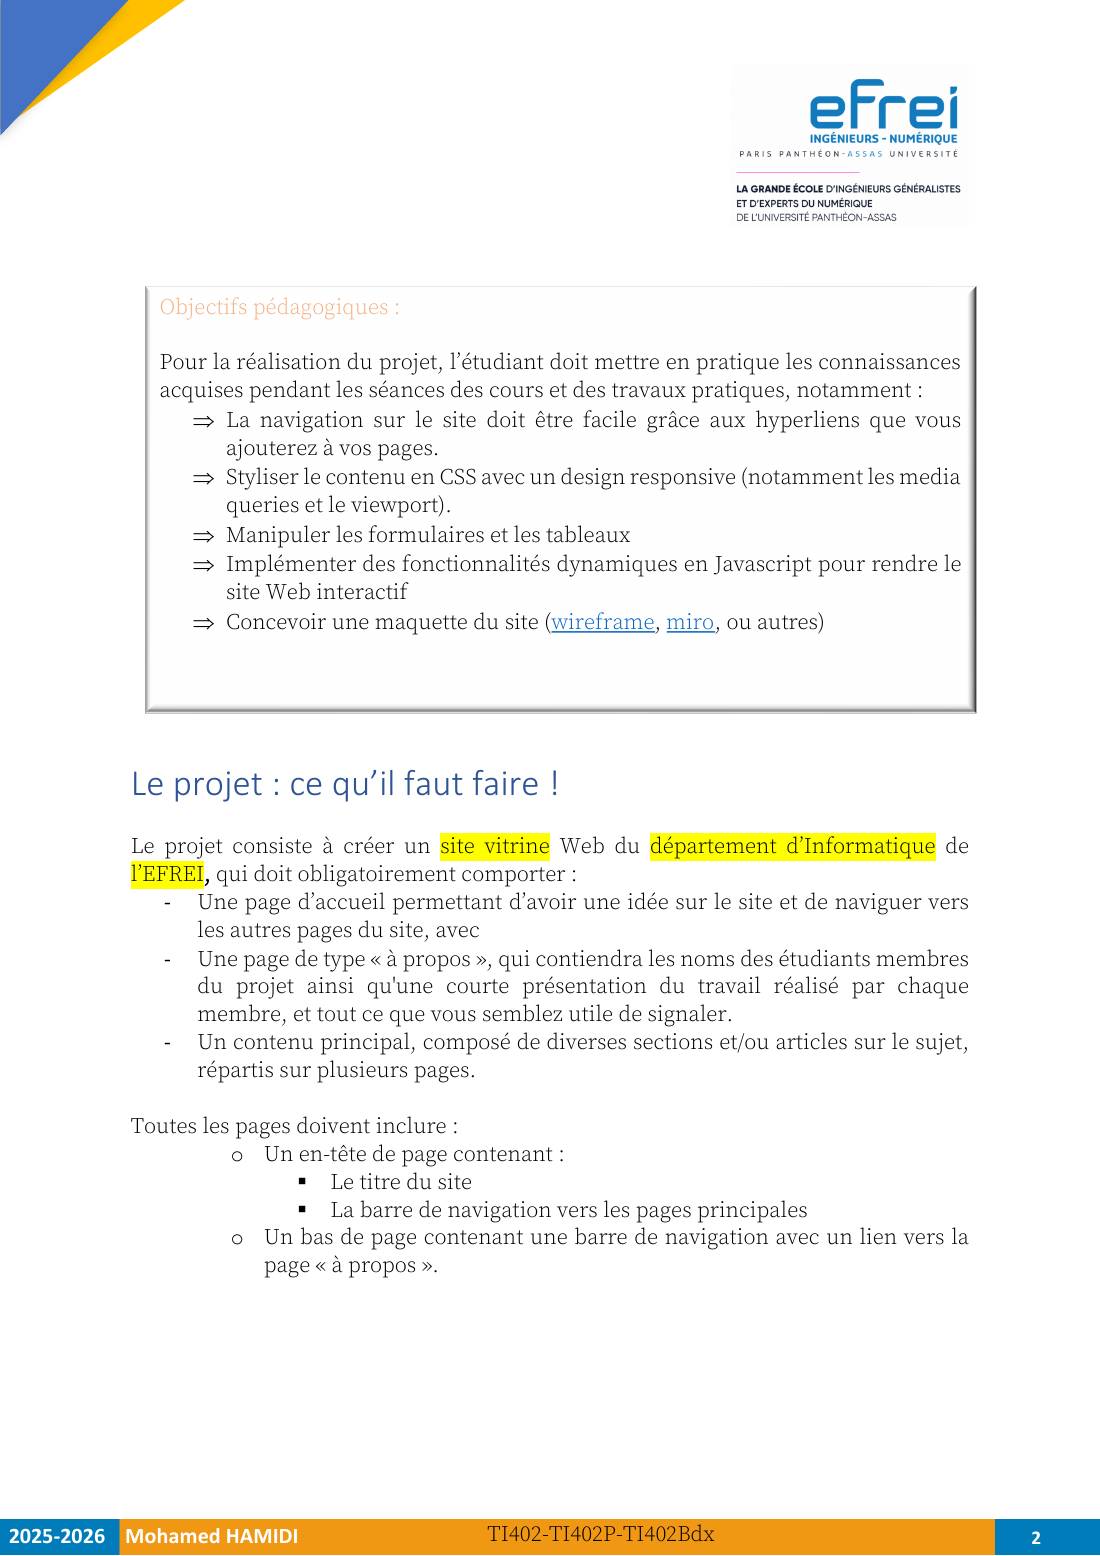 efrei
INGÉNIEURS - NUMÉRIQUE
PARIS PANTHÉON-ASSAS UNIVERSITÉ
LA GRANDE ÉCOLE D'INGÉNIEURS GÉNÉRALISTES
ET D'EXPERTS DU NUMÉRIQUE
DE L'UNIVERSITÉ PANTHÉON-ASSAS
Objectifs pédagogiques :
Pour la réalisation du projet, l’étudiant doit mettre en pratique les connaissances
acquises pendant les séances des cours et des travaux pratiques, notamment :
⇒ La navigation sur le site doit être facile grâce aux hyperliens que vous
ajouterez à vos pages.
⇒ Styliser le contenu en CSS avec un design responsive (notamment les media
queries et le viewport).
⇒ Manipuler les formulaires et les tableaux
⇒ Implémenter des fonctionnalités dynamiques en Javascript pour rendre le
site Web interactif
⇒ Concevoir une maquette du site (wireframe, miro, ou autres)
Le projet : ce qu’il faut faire !
Le projet consiste à créer un site vitrine Web du département d’Informatique de
l’EFREI, qui doit obligatoirement comporter :
- Une page d’accueil permettant d’avoir une idée sur le site et de naviguer vers
les autres pages du site, avec
- Une page de type « à propos », qui contiendra les noms des étudiants membres
du projet ainsi qu'une courte présentation du travail réalisé par chaque
membre, et tout ce que vous semblez utile de signaler.
- Un contenu principal, composé de diverses sections et/ou articles sur le sujet,
répartis sur plusieurs pages.
Toutes les pages doivent inclure :
o Un en-tête de page contenant :
▪ Le titre du site
▪ La barre de navigation vers les pages principales
o Un bas de page contenant une barre de navigation avec un lien vers la
page « à propos ».
2025-2026 Mohamed HAMIDI TI402-TI402P-TI402Bdx 2